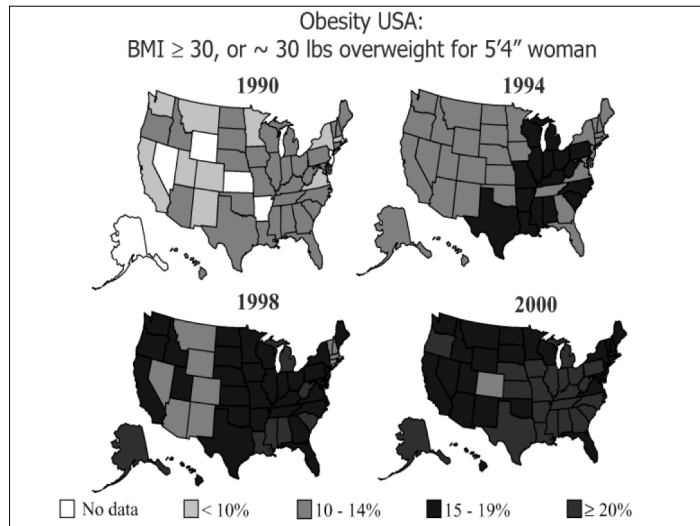 Obesity USA:
BMI ≥ 30, or ~ 30 lbs overweight for 5'4” woman
1990
1994
1998
2000
No data
< 10%
10 - 14%
15 - 19%
≥ 20%